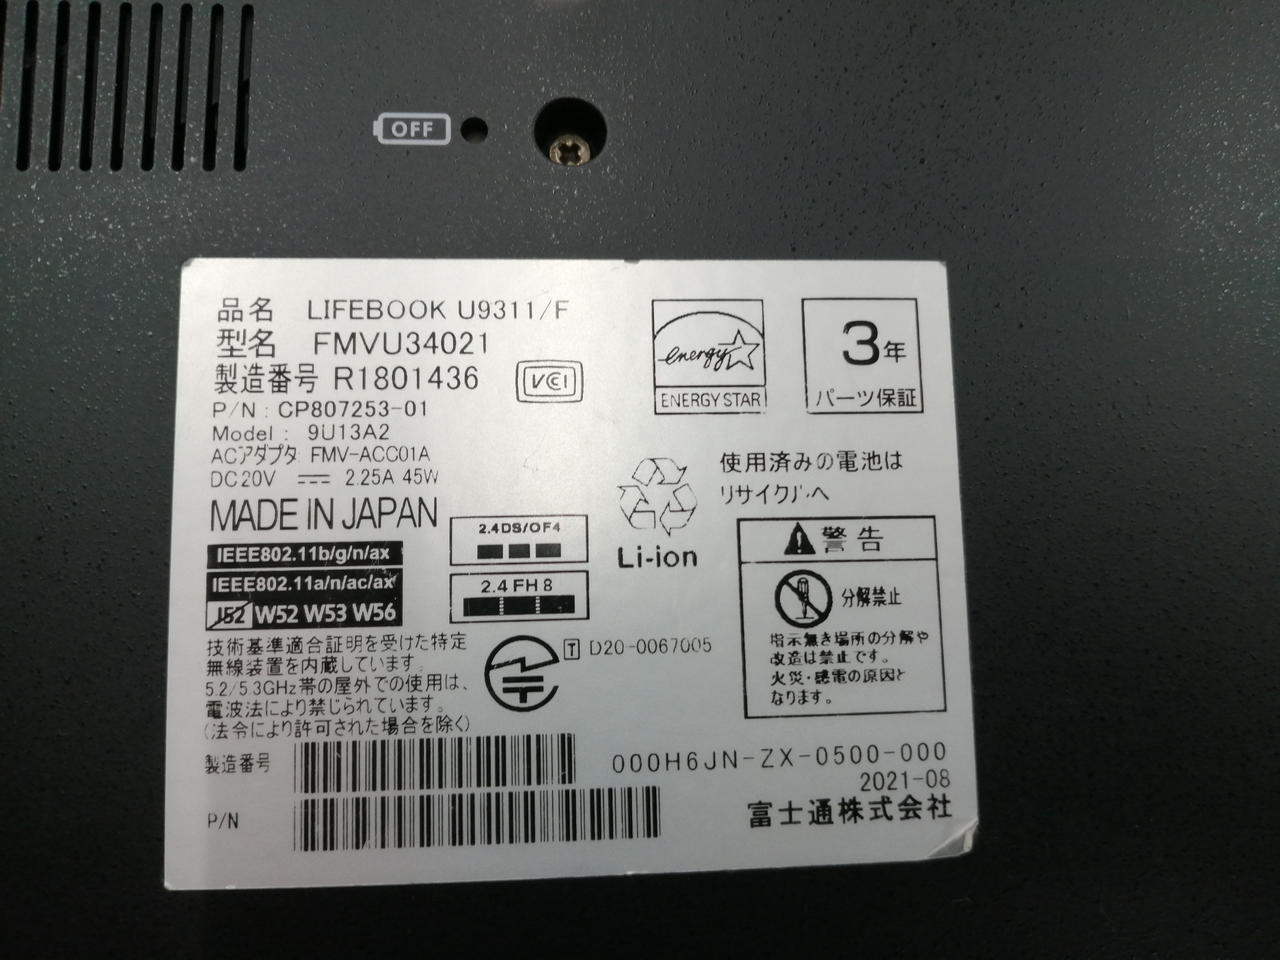 OFF
品名 LIFEBOOK U9311/F
型名 FMVU34021
製造番号 R1801436
VCI
P/N : CP807253-01
Model : 9U13A2
ACアダプタ FMV-ACC01A
DC20V 2.25A 45W
MADE IN JAPAN
energy
ENERGY STAR
3年
パーツ保証
IEEE802.11b/g/n/ax
IEEE802.11a/n/ac/ax
J52 W52 W53 W56
2.4DS/OF4
2.4FH8
Li-ion
使用済みの電池は
リサイクルへ
警告
分解禁止
指示無き場所の分解や
改造は禁止です。
火災・感電の原因と
なります。
技術基準適合証明を受けた特定
無線装置を内蔵しています。
5.2/5.3GHz帯の屋外での使用は、
電波法により禁じられています。
(法令により許可された場合を除く)
T D20-0067005
製造番号
P/N
000H6JN-ZX-0500-000
2021-08
富士通株式会社